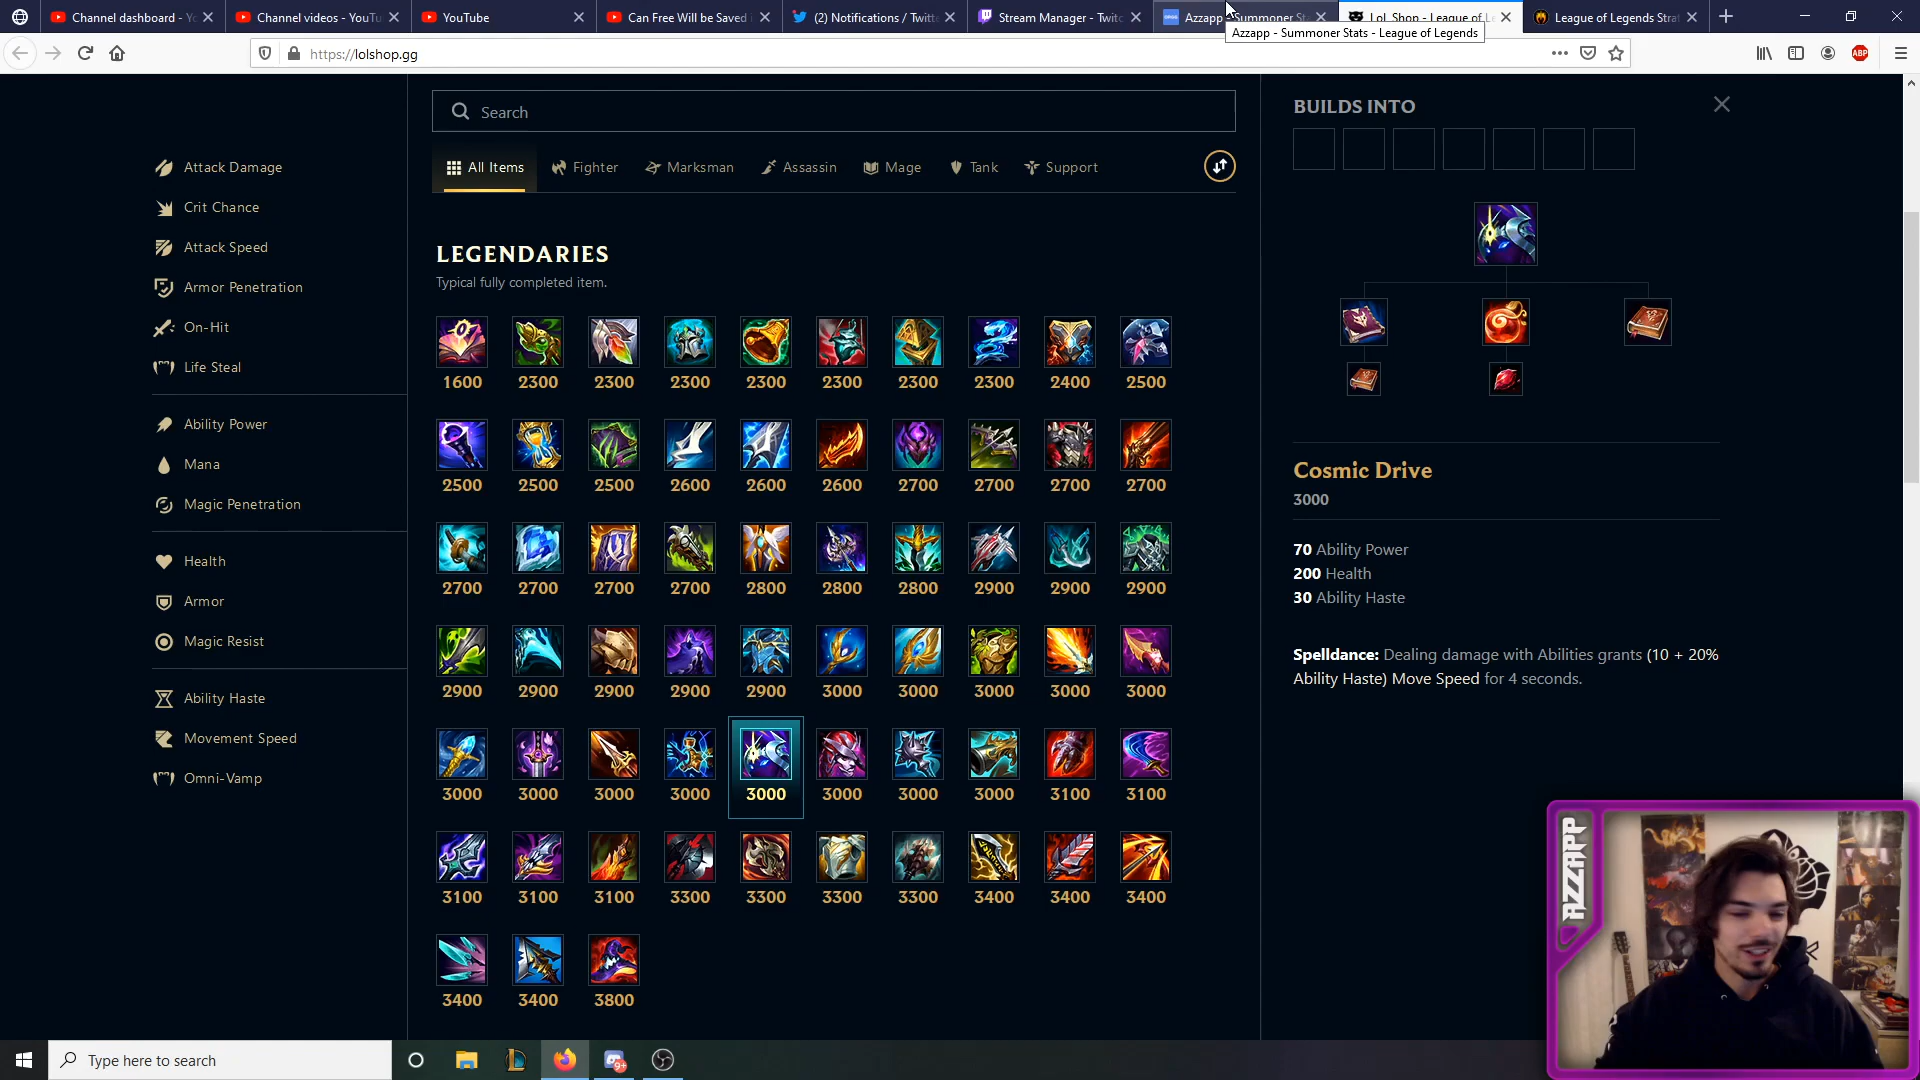 Channel dashboard - Y
Channel videos - YouTu
YouTube
Can Free Will be Saved
(2) Notifications / Twitte
Stream Manager - Twitc
Azzapp - Summoner Sta
LoL Shop - League of Le
League of Legends Strat
Azzapp - Summoner Stats - League of Legends
https://lolshop.gg
ABP
Attack Damage
Crit Chance
Attack Speed
Armor Penetration
On-Hit
Life Steal
Ability Power
Mana
Magic Penetration
Health
Armor
Magic Resist
Ability Haste
Movement Speed
Omni-Vamp
Search
All Items
Fighter
Marksman
Assassin
Mage
Tank
Support
LEGENDARIES
Typical fully completed item.
1600 2300 2300 2300 2300 2300 2300 2300 2400 2500
2500 2500 2500 2600 2600 2600 2700 2700 2700 2700
2700 2700 2700 2700 2800 2800 2800 2900 2900 2900
2900 2900 2900 2900 2900 3000 3000 3000 3000 3000
3000 3000 3000 3000 3000 3000 3000 3000 3100 3100
3100 3100 3100 3300 3300 3300 3300 3400 3400 3400
3400 3400 3800
BUILDS INTO
Cosmic Drive
3000
70 Ability Power
200 Health
30 Ability Haste
Spelldance: Dealing damage with Abilities grants (10 + 20%
Ability Haste) Move Speed for 4 seconds.
AZZAPP
Type here to search
9+